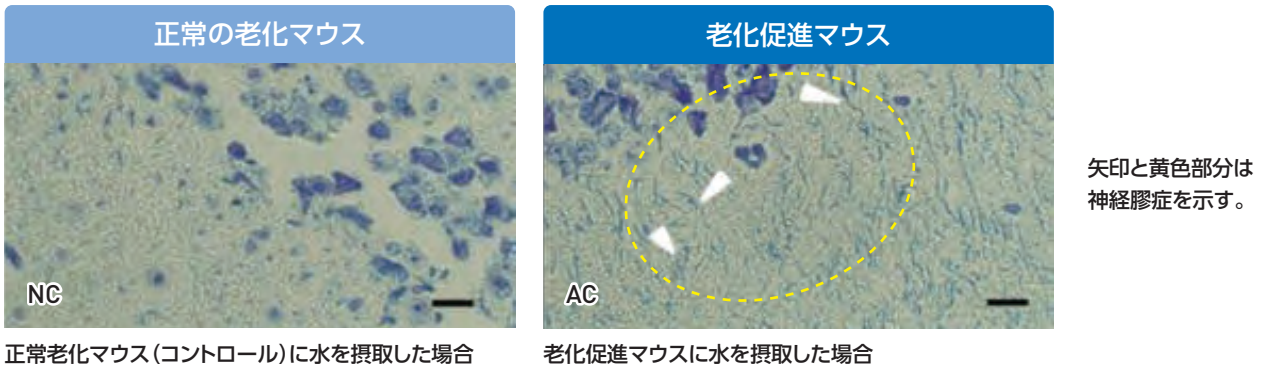 正常の老化マウス
老化促進マウス
NC
AC
矢印と黄色部分は
神経膠症を示す。
正常老化マウス(コントロール)に水を摂取した場合
老化促進マウスに水を摂取した場合